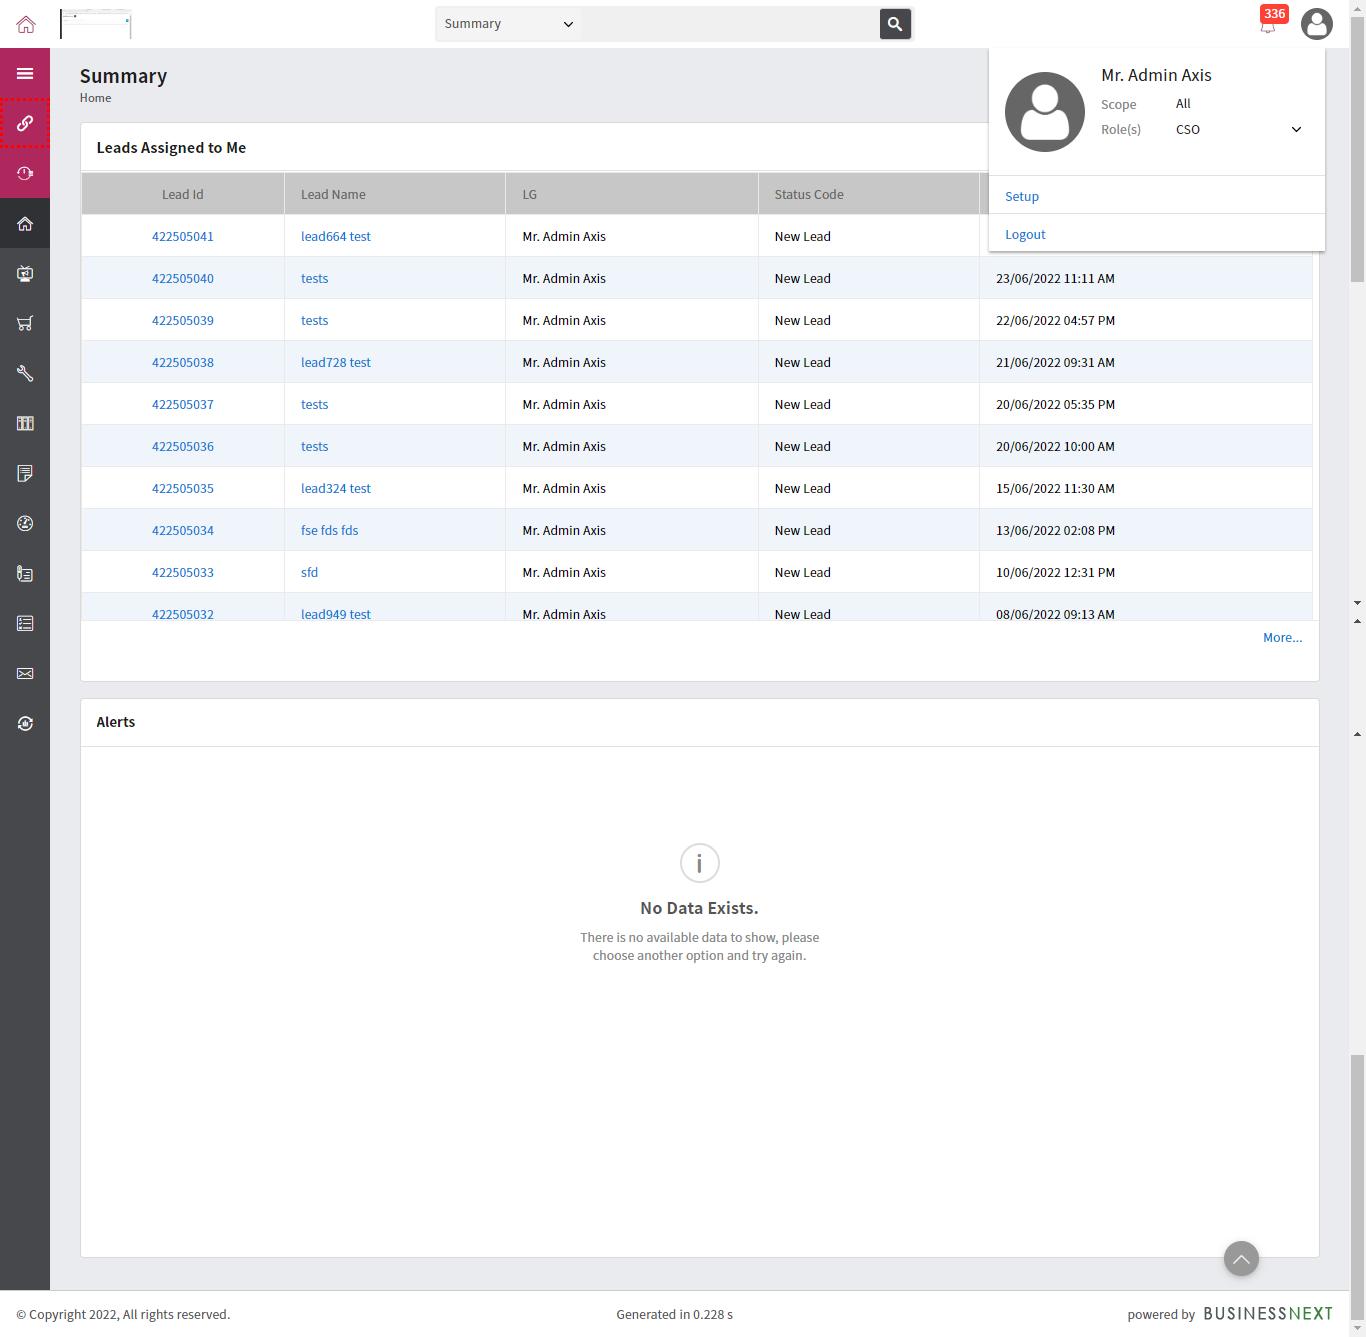 Summary
336
Summary
Home
Mr. Admin Axis
Scope All
Role(s) CSO
Setup
Logout
Leads Assigned to Me
Lead Id Lead Name LG Status Code
422505041 lead664 test Mr. Admin Axis New Lead
422505040 tests Mr. Admin Axis New Lead 23/06/2022 11:11 AM
422505039 tests Mr. Admin Axis New Lead 22/06/2022 04:57 PM
422505038 lead728 test Mr. Admin Axis New Lead 21/06/2022 09:31 AM
422505037 tests Mr. Admin Axis New Lead 20/06/2022 05:35 PM
422505036 tests Mr. Admin Axis New Lead 20/06/2022 10:00 AM
422505035 lead324 test Mr. Admin Axis New Lead 15/06/2022 11:30 AM
422505034 fse fds fds Mr. Admin Axis New Lead 13/06/2022 02:08 PM
422505033 sfd Mr. Admin Axis New Lead 10/06/2022 12:31 PM
422505032 lead949 test Mr. Admin Axis New Lead 08/06/2022 09:13 AM
More...
Alerts
No Data Exists.
There is no available data to show, please
choose another option and try again.
© Copyright 2022, All rights reserved. Generated in 0.228 s powered by BUSINESSNEXT